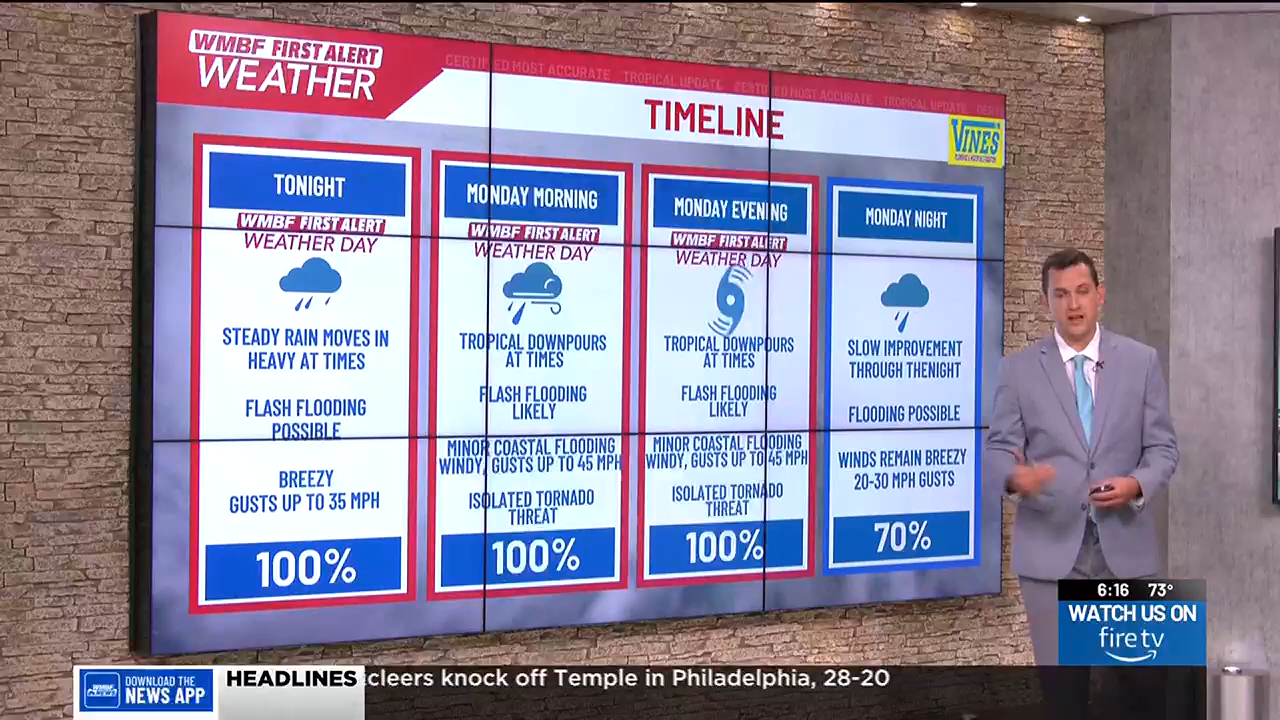 WMBF FIRST ALERT
WEATHER
CERTIFIED MOST ACCURATE TROPICAL UPDATE CERTIFIED MOST ACCURATE TROPICAL UPDATE
TIMELINE
VINES
TONIGHT
WMBF FIRST ALERT
WEATHER DAY
STEADY RAIN MOVES IN
HEAVY AT TIMES
FLASH FLOODING
POSSIBLE
BREEZY
GUSTS UP TO 35 MPH
100%
MONDAY MORNING
WMBF FIRST ALERT
WEATHER DAY
TROPICAL DOWNPOURS
AT TIMES
FLASH FLOODING
LIKELY
MINOR COASTAL FLOODING
WINDY, GUSTS UP TO 45 MPH
ISOLATED TORNADO
THREAT
100%
MONDAY EVENING
WMBF FIRST ALERT
WEATHER DAY
TROPICAL DOWNPOURS
AT TIMES
FLASH FLOODING
LIKELY
MINOR COASTAL FLOODING
WINDY, GUSTS UP TO 45 MPH
ISOLATED TORNADO
THREAT
100%
MONDAY NIGHT
SLOW IMPROVEMENT
THROUGH THENIGHT
FLOODING POSSIBLE
WINDS REMAIN BREEZY
20-30 MPH GUSTS
70%
6:16 73°
WATCH US ON
fire tv
DOWNLOAD THE
NEWS APP
HEADLINES
cleers knock off Temple in Philadelphia, 28-20